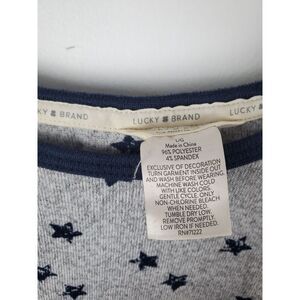 LUCKY BRAND
LUCKY BRAND
L/G
Made in China
96% POLYESTER
4% SPANDEX
EXCLUSIVE OF DECORATION
TURN GARMENT INSIDE OUT
AND WASH BEFORE WEARING.
MACHINE WASH COLD
WITH LIKE COLORS,
GENTLE CYCLE. ONLY
NON-CHLORINE BLEACH
WHEN NEEDED.
TUMBLE DRY LOW.
REMOVE PROMPTLY.
LOW IRON IF NEEDED.
RN#71222